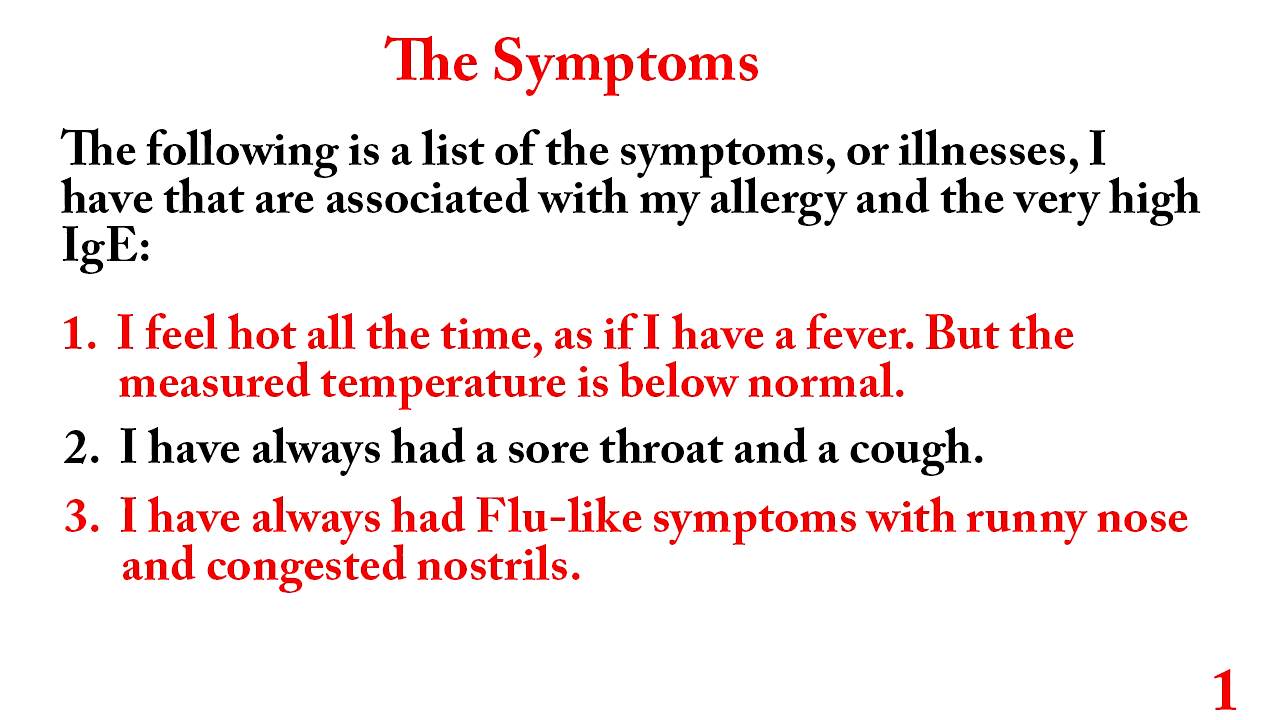 The Symptoms
The following is a list of the symptoms, or illnesses, I
have that are associated with my allergy and the very high
IgE:
1. I feel hot all the time, as if I have a fever. But the
measured temperature is below normal.
2. I have always had a sore throat and a cough.
3. I have always had Flu-like symptoms with runny nose
and congested nostrils.
1